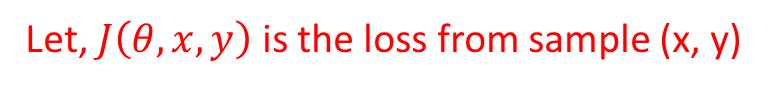 Let, J(θ, x, y) is the loss from sample (x, y)